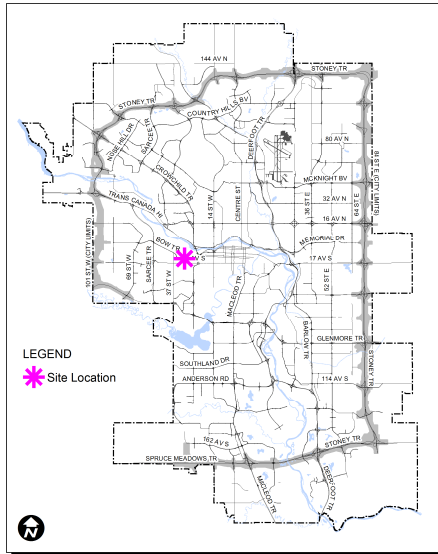 144 AV N
STONEY TR
STONEY TR
COUNTRY HILLS BV
DEERFOOT TR
NOSE HILL DR
SARCEE TR
80 AV N
CROWCHILD TR
MCKNIGHT BV
14 ST W
CENTRE ST
36 ST E
32 AV N
64 ST E
84 ST E (CITY LIMITS)
TRANS CANADA HI
16 AV N
MEMORIAL DR
BOW TR
101 ST W (CITY LIMITS)
69 ST W
SARCEE TR
37 ST W
V S
17 AV S
52 ST E
MACLEOD TR
BARLOW TR
GLENMORE TR
LEGEND
Site Location
SOUTHLAND DR
ANDERSON RD
114 AV S
STONEY TR
162 AV S
STONEY TR
SPRUCE MEADOWS TR
MACLEOD TR
DEERFOOT TR
N